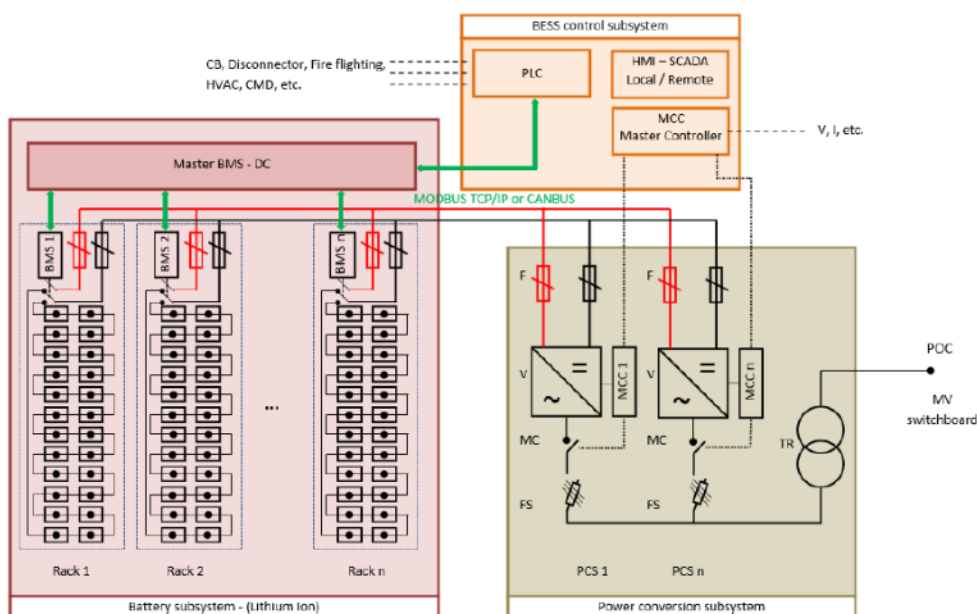 BESS control subsystem
CB, Disconnector, Fire flighting,
HVAC, CMD, etc.
PLC
HMI – SCADA
Local / Remote
MCC
Master Controller
V, I, etc.
Master BMS - DC
MODBUS TCP/IP or CANBUS
BMS 1
BMS 2
BMS n
...
F
F
V
V
MCC 1
MCC n
MC
MC
FS
FS
TR
POC
MV
switchboard
Rack 1
Rack 2
Rack n
PCS 1
PCS n
Battery subsystem - (Lithium Ion)
Power conversion subsystem